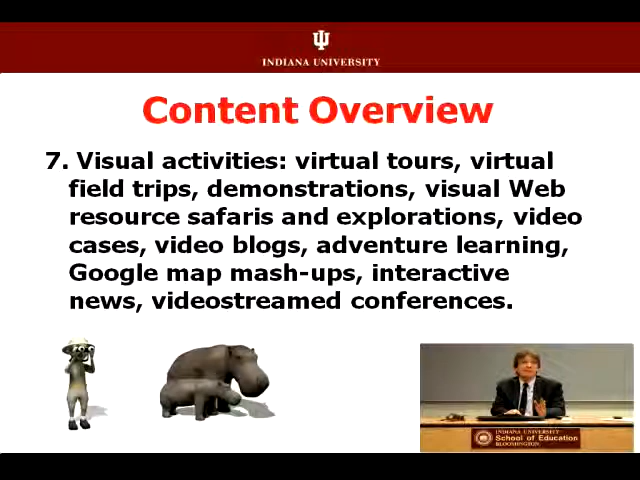 INDIANA UNIVERSITY
Content Overview
7. Visual activities: virtual tours, virtual
field trips, demonstrations, visual Web
resource safaris and explorations, video
cases, video blogs, adventure learning,
Google map mash-ups, interactive
news, videostreamed conferences.
INDIANA UNIVERSITY
School of Education
BLOOMINGTON